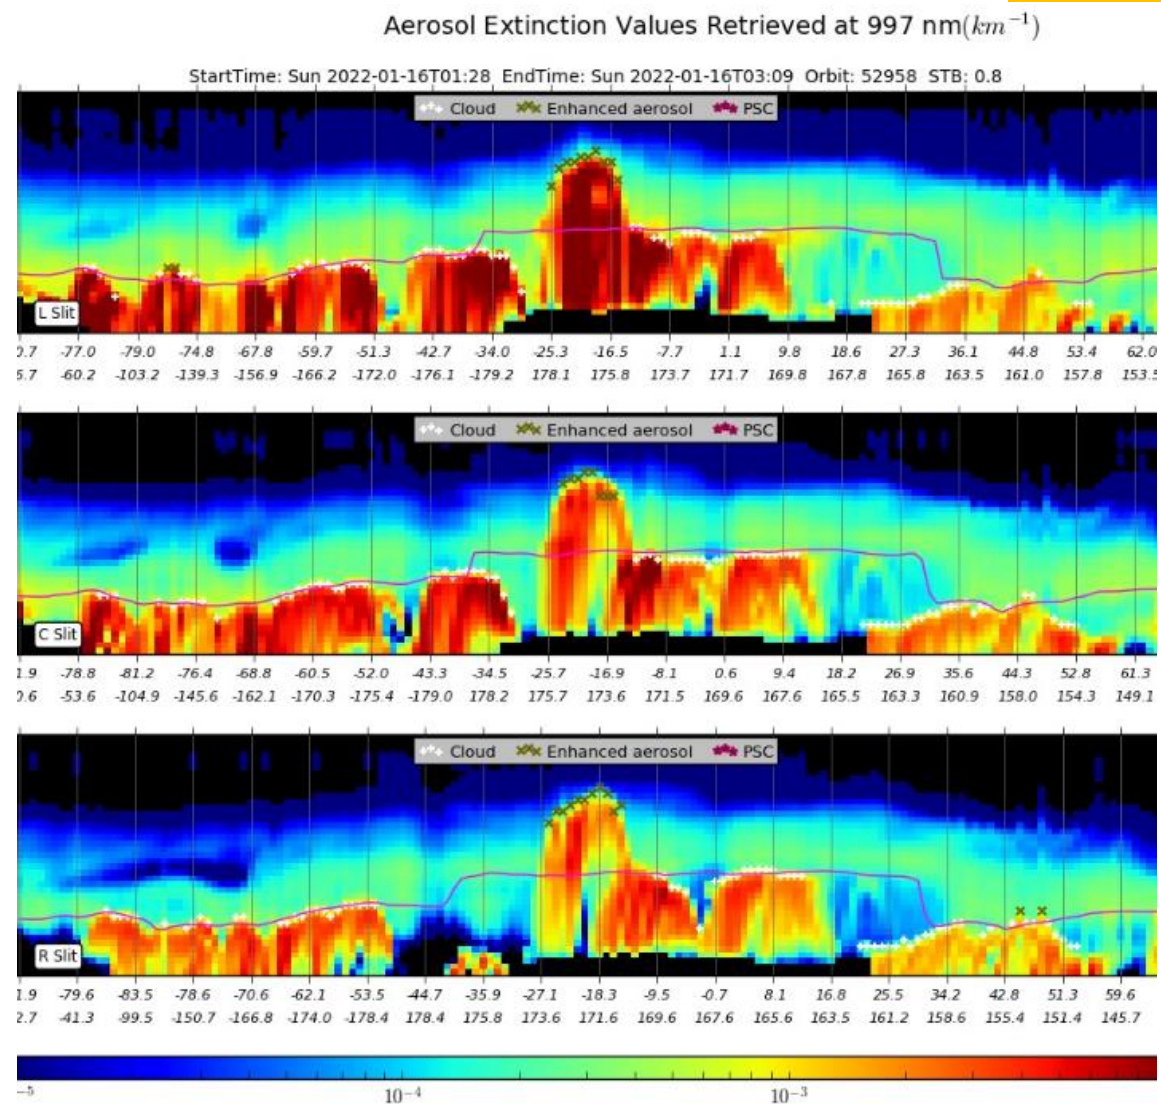 Aerosol Extinction Values Retrieved at 997 nm(km⁻¹)
StartTime: Sun 2022-01-16T01:28 EndTime: Sun 2022-01-16T03:09 Orbit: 52958 STB: 0.8
Cloud Enhanced aerosol PSC
L Slit
0.7 -77.0 -79.0 -74.8 -67.8 -59.7 -51.3 -42.7 -34.0 -25.3 -16.5 -7.7 1.1 9.8 18.6 27.3 36.1 44.8 53.4 62.0
5.7 -60.2 -103.2 -139.3 -156.9 -166.2 -172.0 -176.1 -179.2 178.1 175.8 173.7 171.7 169.8 167.8 165.8 163.5 161.0 157.8 153.5
Cloud Enhanced aerosol PSC
C Slit
1.9 -78.8 -81.2 -76.4 -68.8 -60.5 -52.0 -43.3 -34.5 -25.7 -16.9 -8.1 0.6 9.4 18.2 26.9 35.6 44.3 52.8 61.3
0.6 -53.6 -104.9 -145.6 -162.1 -170.3 -175.4 -179.0 178.2 175.7 173.6 171.5 169.6 167.6 165.5 163.3 160.9 158.0 154.3 149.1
Cloud Enhanced aerosol PSC
R Slit
1.9 -79.6 -83.5 -78.6 -70.6 -62.1 -53.5 -44.7 -35.9 -27.1 -18.3 -9.5 -0.7 8.1 16.8 25.5 34.2 42.8 51.3 59.6
2.7 -41.3 -99.5 -150.7 -166.8 -174.0 -178.4 178.4 175.8 173.6 171.6 169.6 167.6 165.6 163.5 161.2 158.6 155.4 151.4 145.7
10⁻⁴ 10⁻³